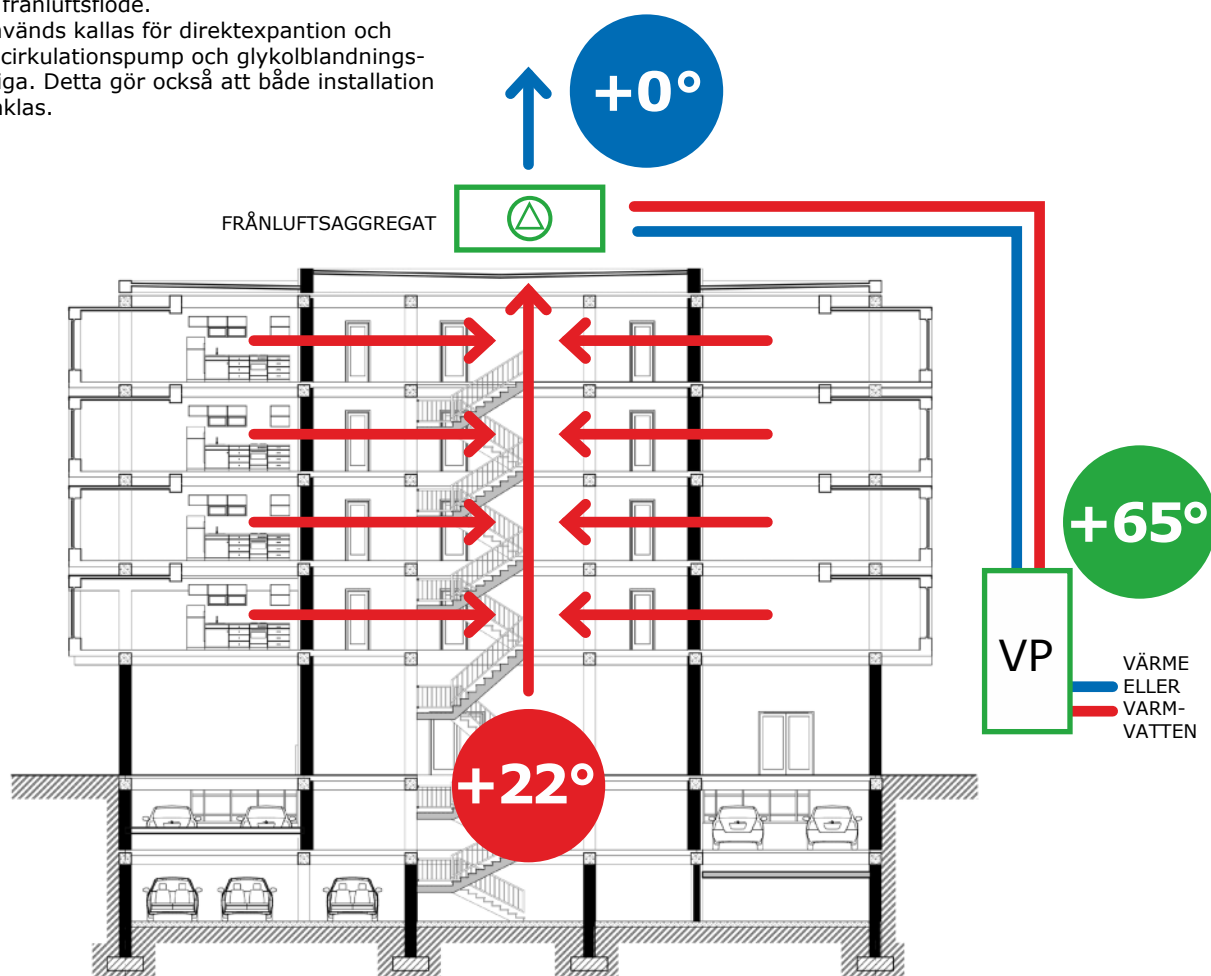 frånluftsflöde.
vänds kallas för direktexpantion och
cirkulationspump och glykolblandnings-
iga. Detta gör också att både installation
klas.
+0°
FRÅNLUFTSAGGREGAT
+65°
VP
VÄRME
ELLER
VARM-
VATTEN
+22°